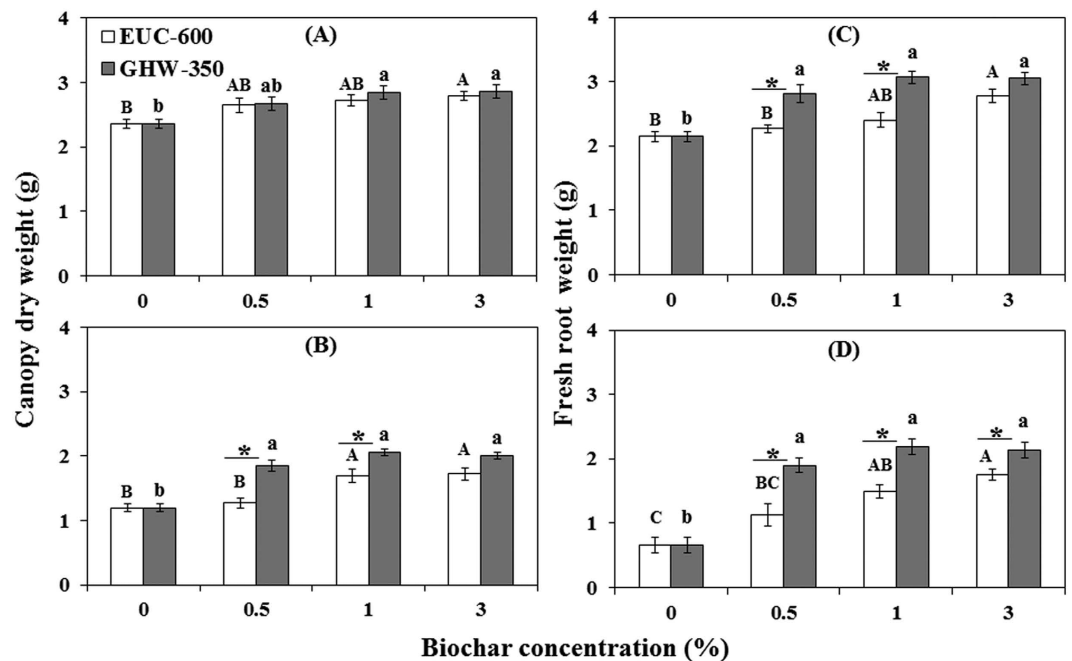 Canopy dry weight (g)
Fresh root weight (g)
(A)
EUC-600
GHW-350
4
3
2
1
0
B b AB ab AB a A a
0 0.5 1 3
(C)
4
3
2
1
0
B b * B a * AB a A a
0 0.5 1 3
(B)
4
3
2
1
0
B b * B a * A a A a
0 0.5 1 3
(D)
4
3
2
1
0
C b * BC a * AB a * A a
0 0.5 1 3
Biochar concentration (%)